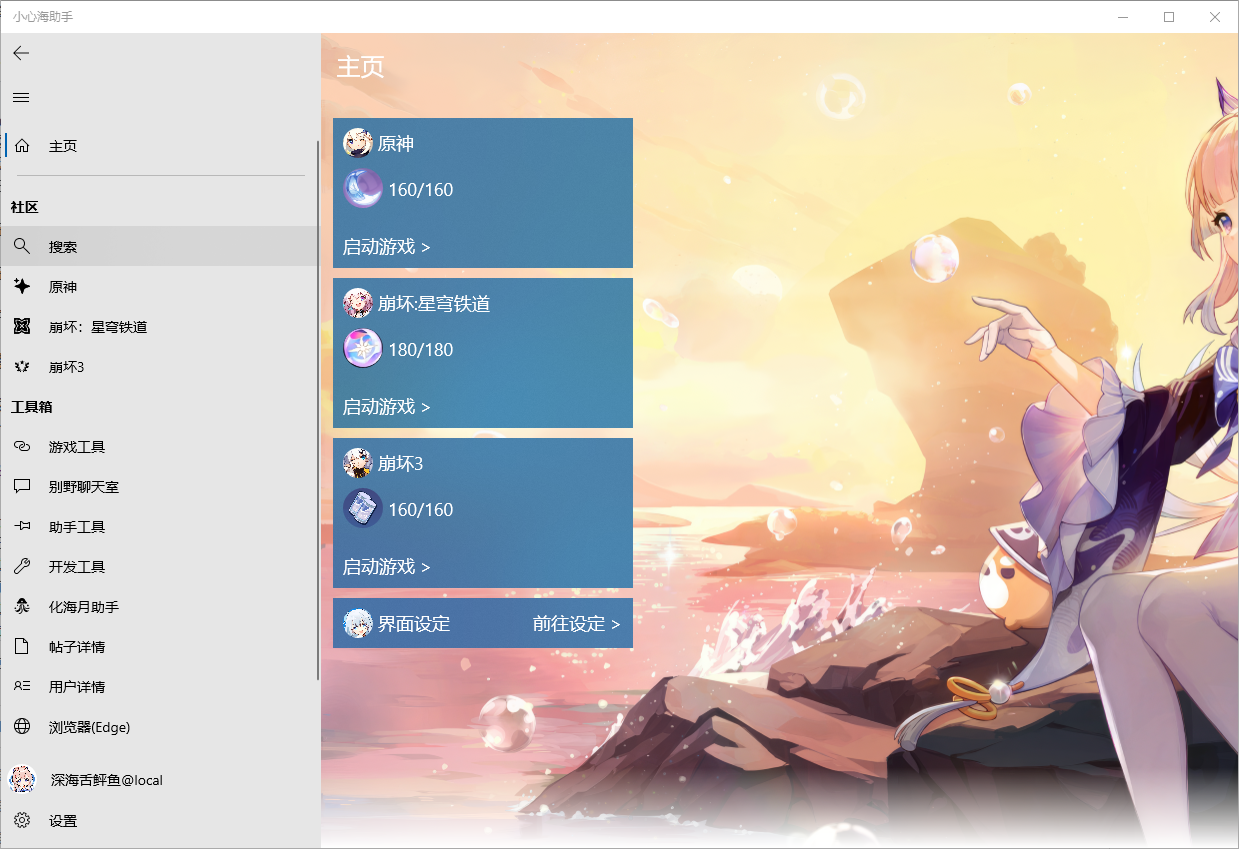 小心海助手
主页
社区
搜索
原神
崩坏：星穹铁道
崩坏3
工具箱
游戏工具
别野聊天室
助手工具
开发工具
化海月助手
帖子详情
用户详情
浏览器(Edge)
深海舌鲆鱼@local
设置
主页
原神
160/160
启动游戏 >
崩坏:星穹铁道
180/180
启动游戏 >
崩坏3
160/160
启动游戏 >
界面设定 前往设定 >